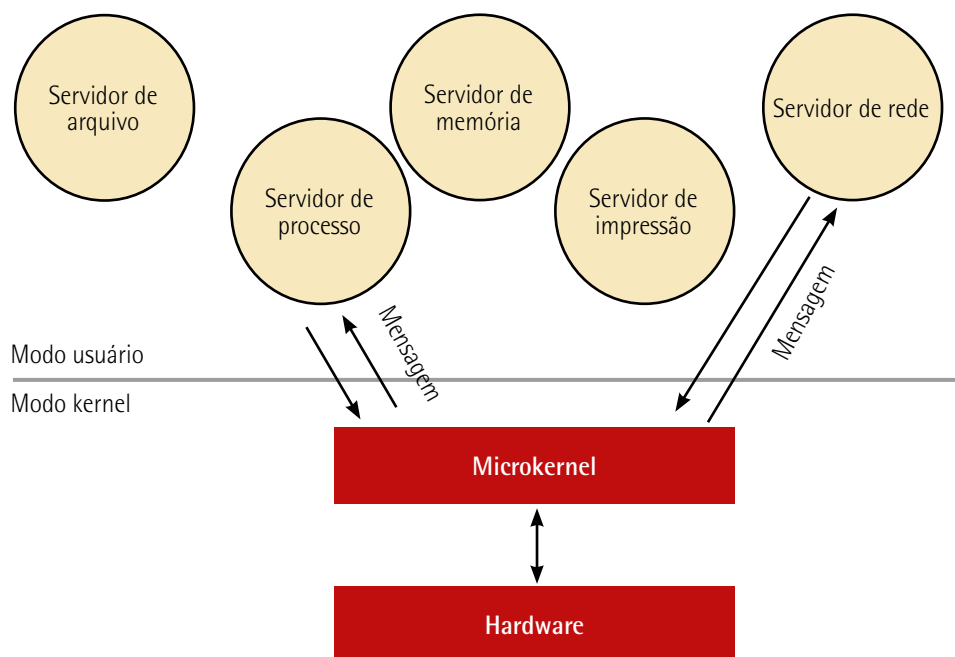 Servidor de
arquivo
Servidor de
memória
Servidor de rede
Servidor de
processo
Servidor de
impressão
Mensagem
Mensagem
Modo usuário
Modo kernel
Microkernel
Hardware